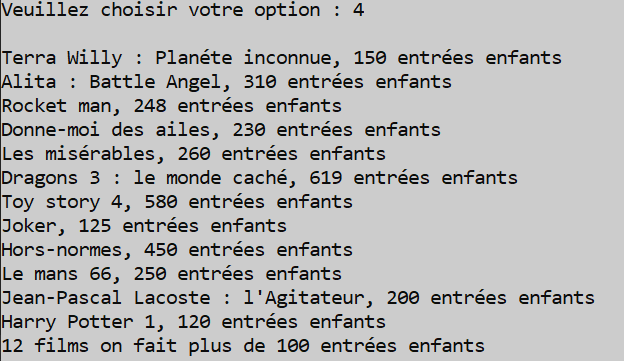 Veuillez choisir votre option : 4
Terra Willy : Planéte inconnue, 150 entrées enfants
Alita : Battle Angel, 310 entrées enfants
Rocket man, 248 entrées enfants
Donne-moi des ailes, 230 entrées enfants
Les misérables, 260 entrées enfants
Dragons 3 : le monde caché, 619 entrées enfants
Toy story 4, 580 entrées enfants
Joker, 125 entrées enfants
Hors-normes, 450 entrées enfants
Le mans 66, 250 entrées enfants
Jean-Pascal Lacoste : l'Agitateur, 200 entrées enfants
Harry Potter 1, 120 entrées enfants
12 films on fait plus de 100 entrées enfants